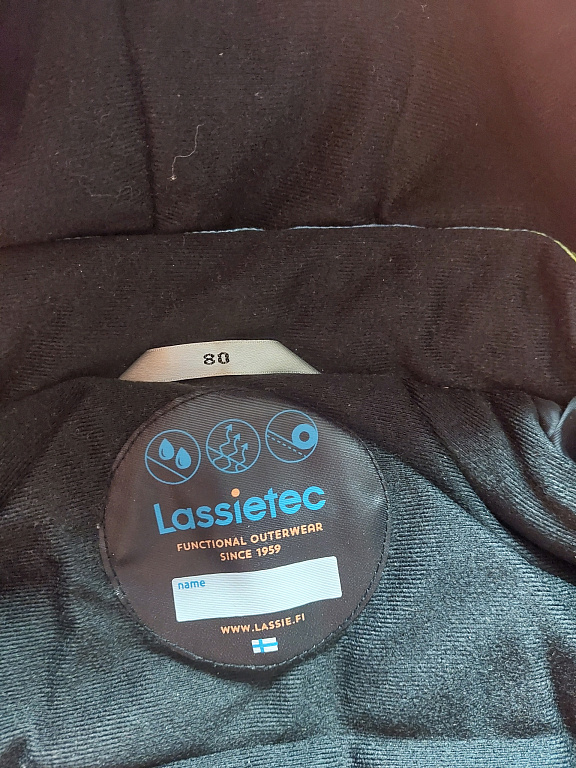 80
Lassietec
FUNCTIONAL OUTERWEAR
SINCE 1959
name
WWW.LASSIE.FI